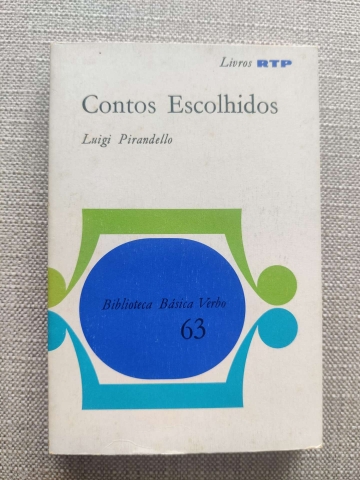 Livros RTP
Contos Escolhidos
Luigi Pirandello
Biblioteca Básica Verbo
63